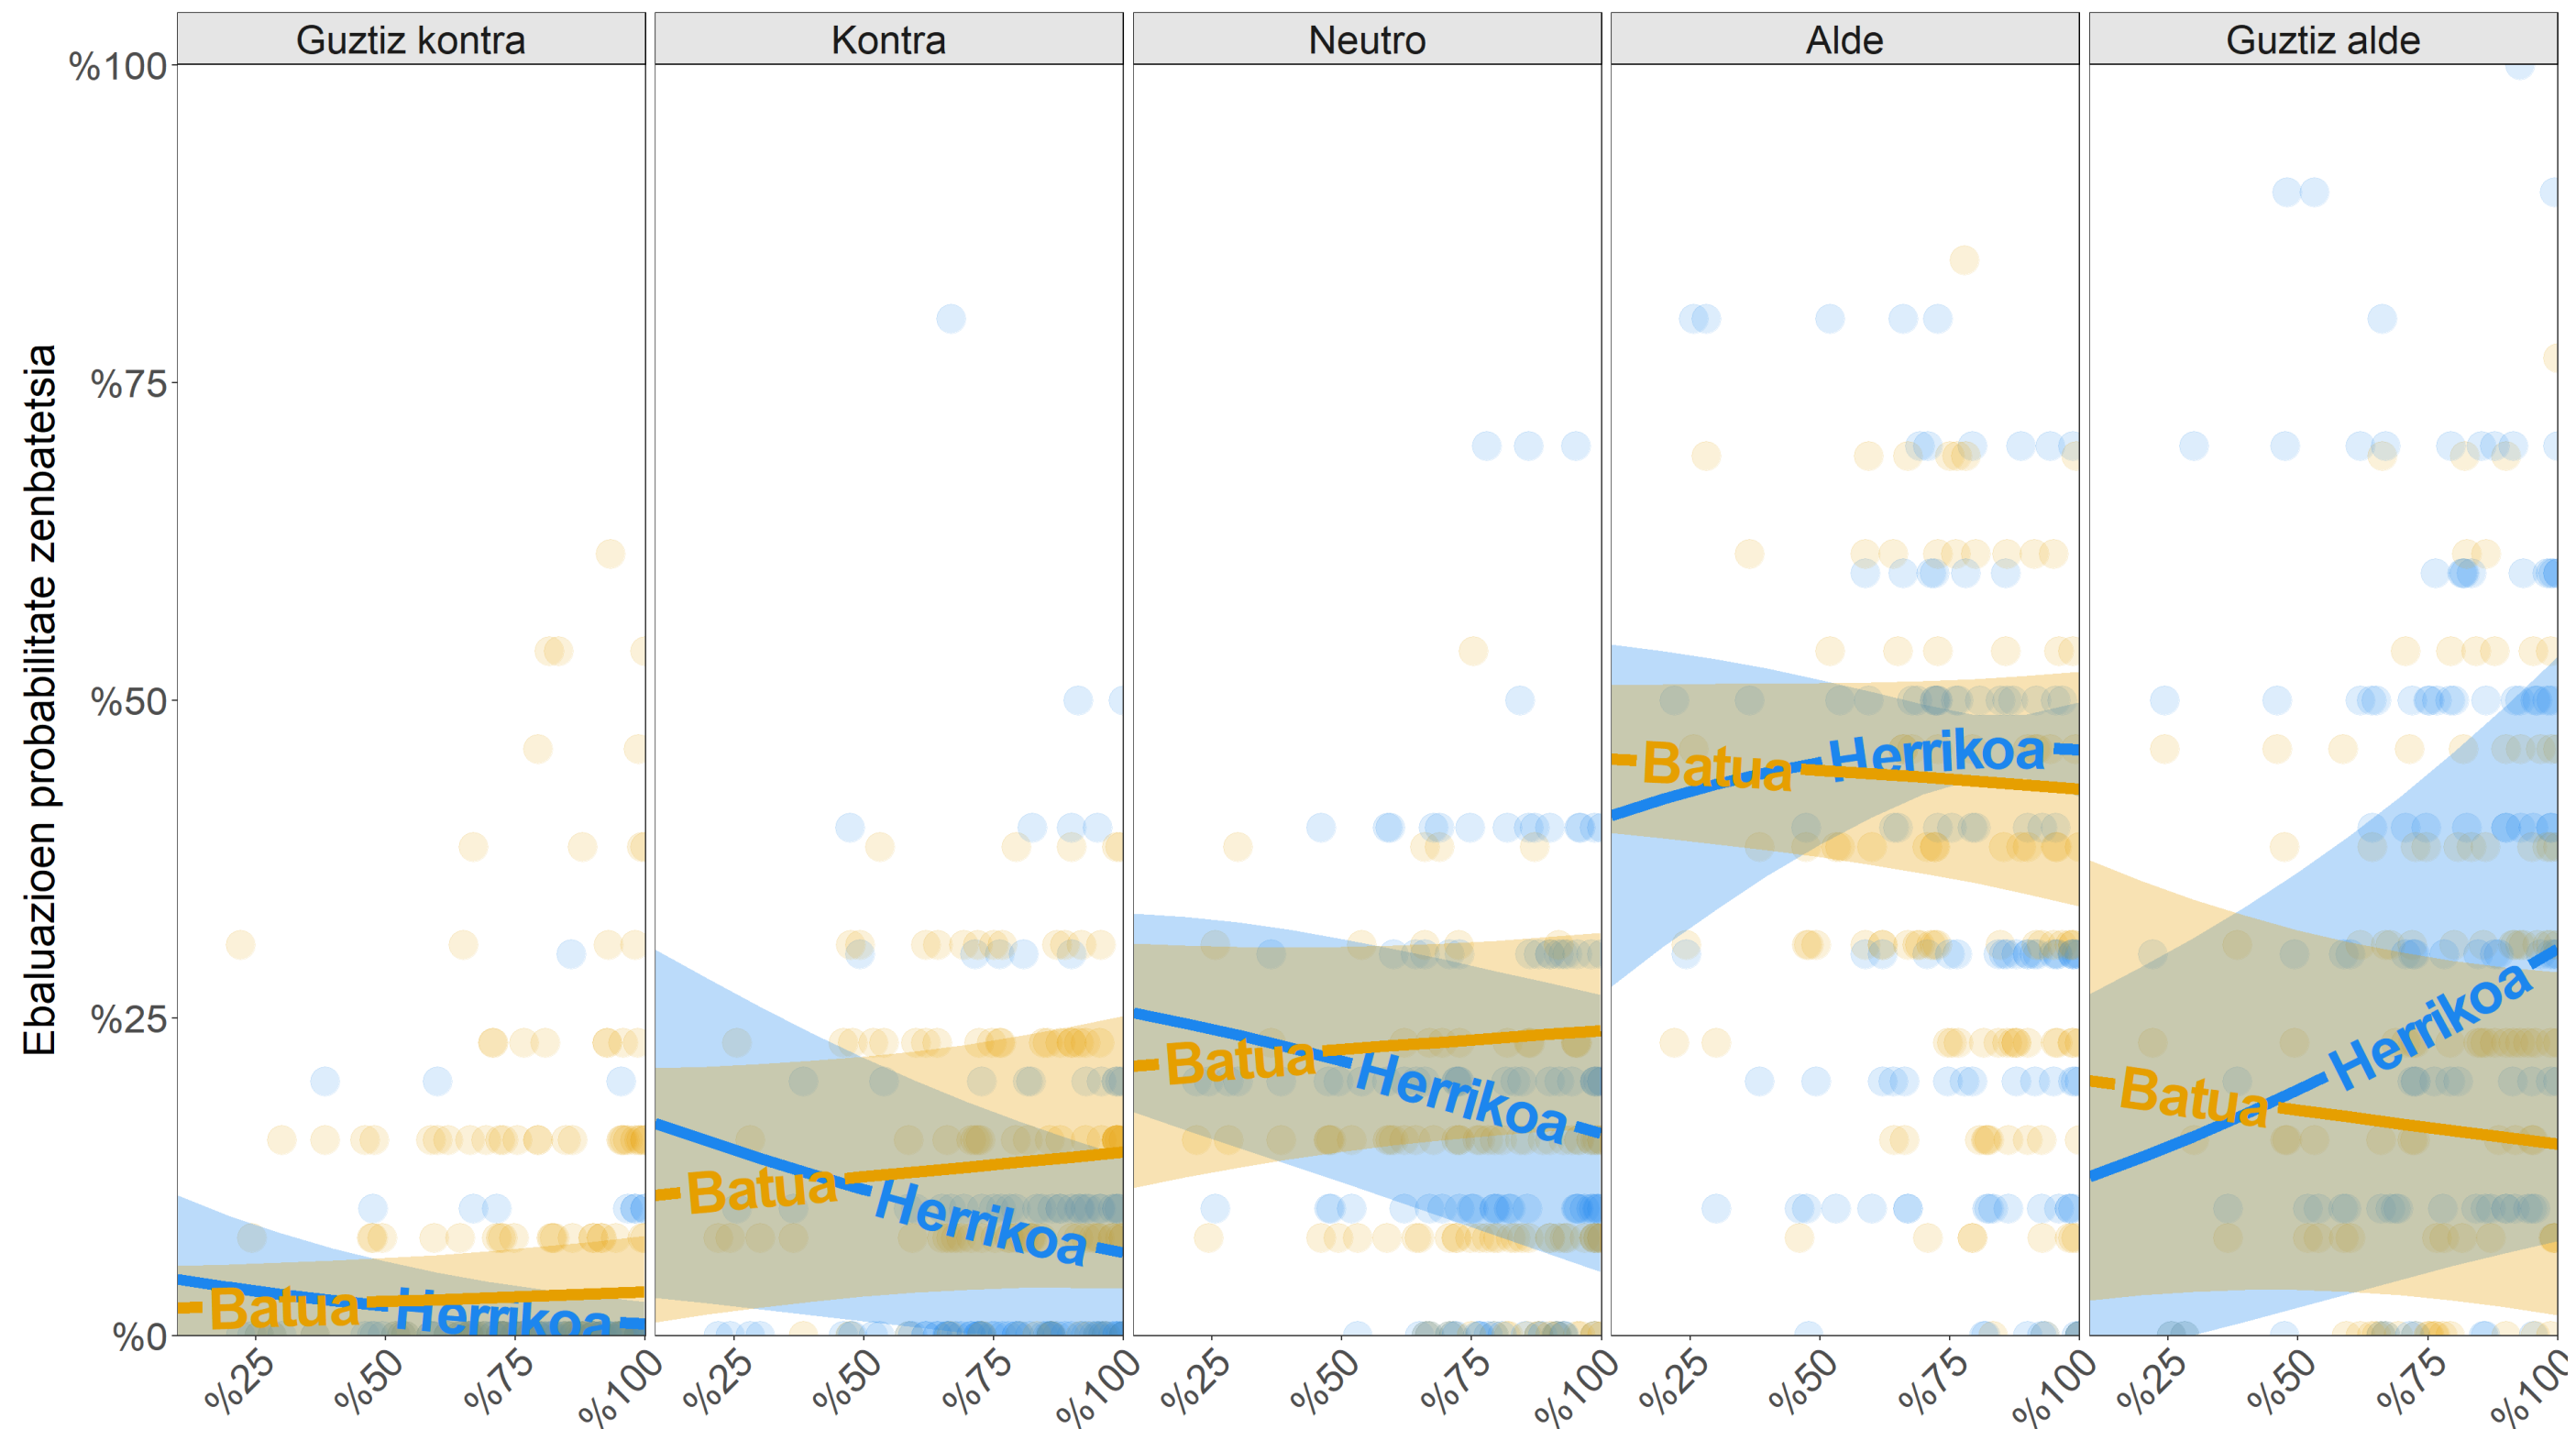 Guztiz kontra Kontra Neutro Alde Guztiz alde
Ebaluazioen probabilitate zenbatetsia
%100
%75
%50
%25
%0
Batua Herrikoa
Batua Herrikoa
Batua Herrikoa
Batua Herrikoa
Batua Herrikoa
%25 %50 %75 %100 %25 %50 %75 %100 %25 %50 %75 %100 %25 %50 %75 %100 %25 %50 %75 %100